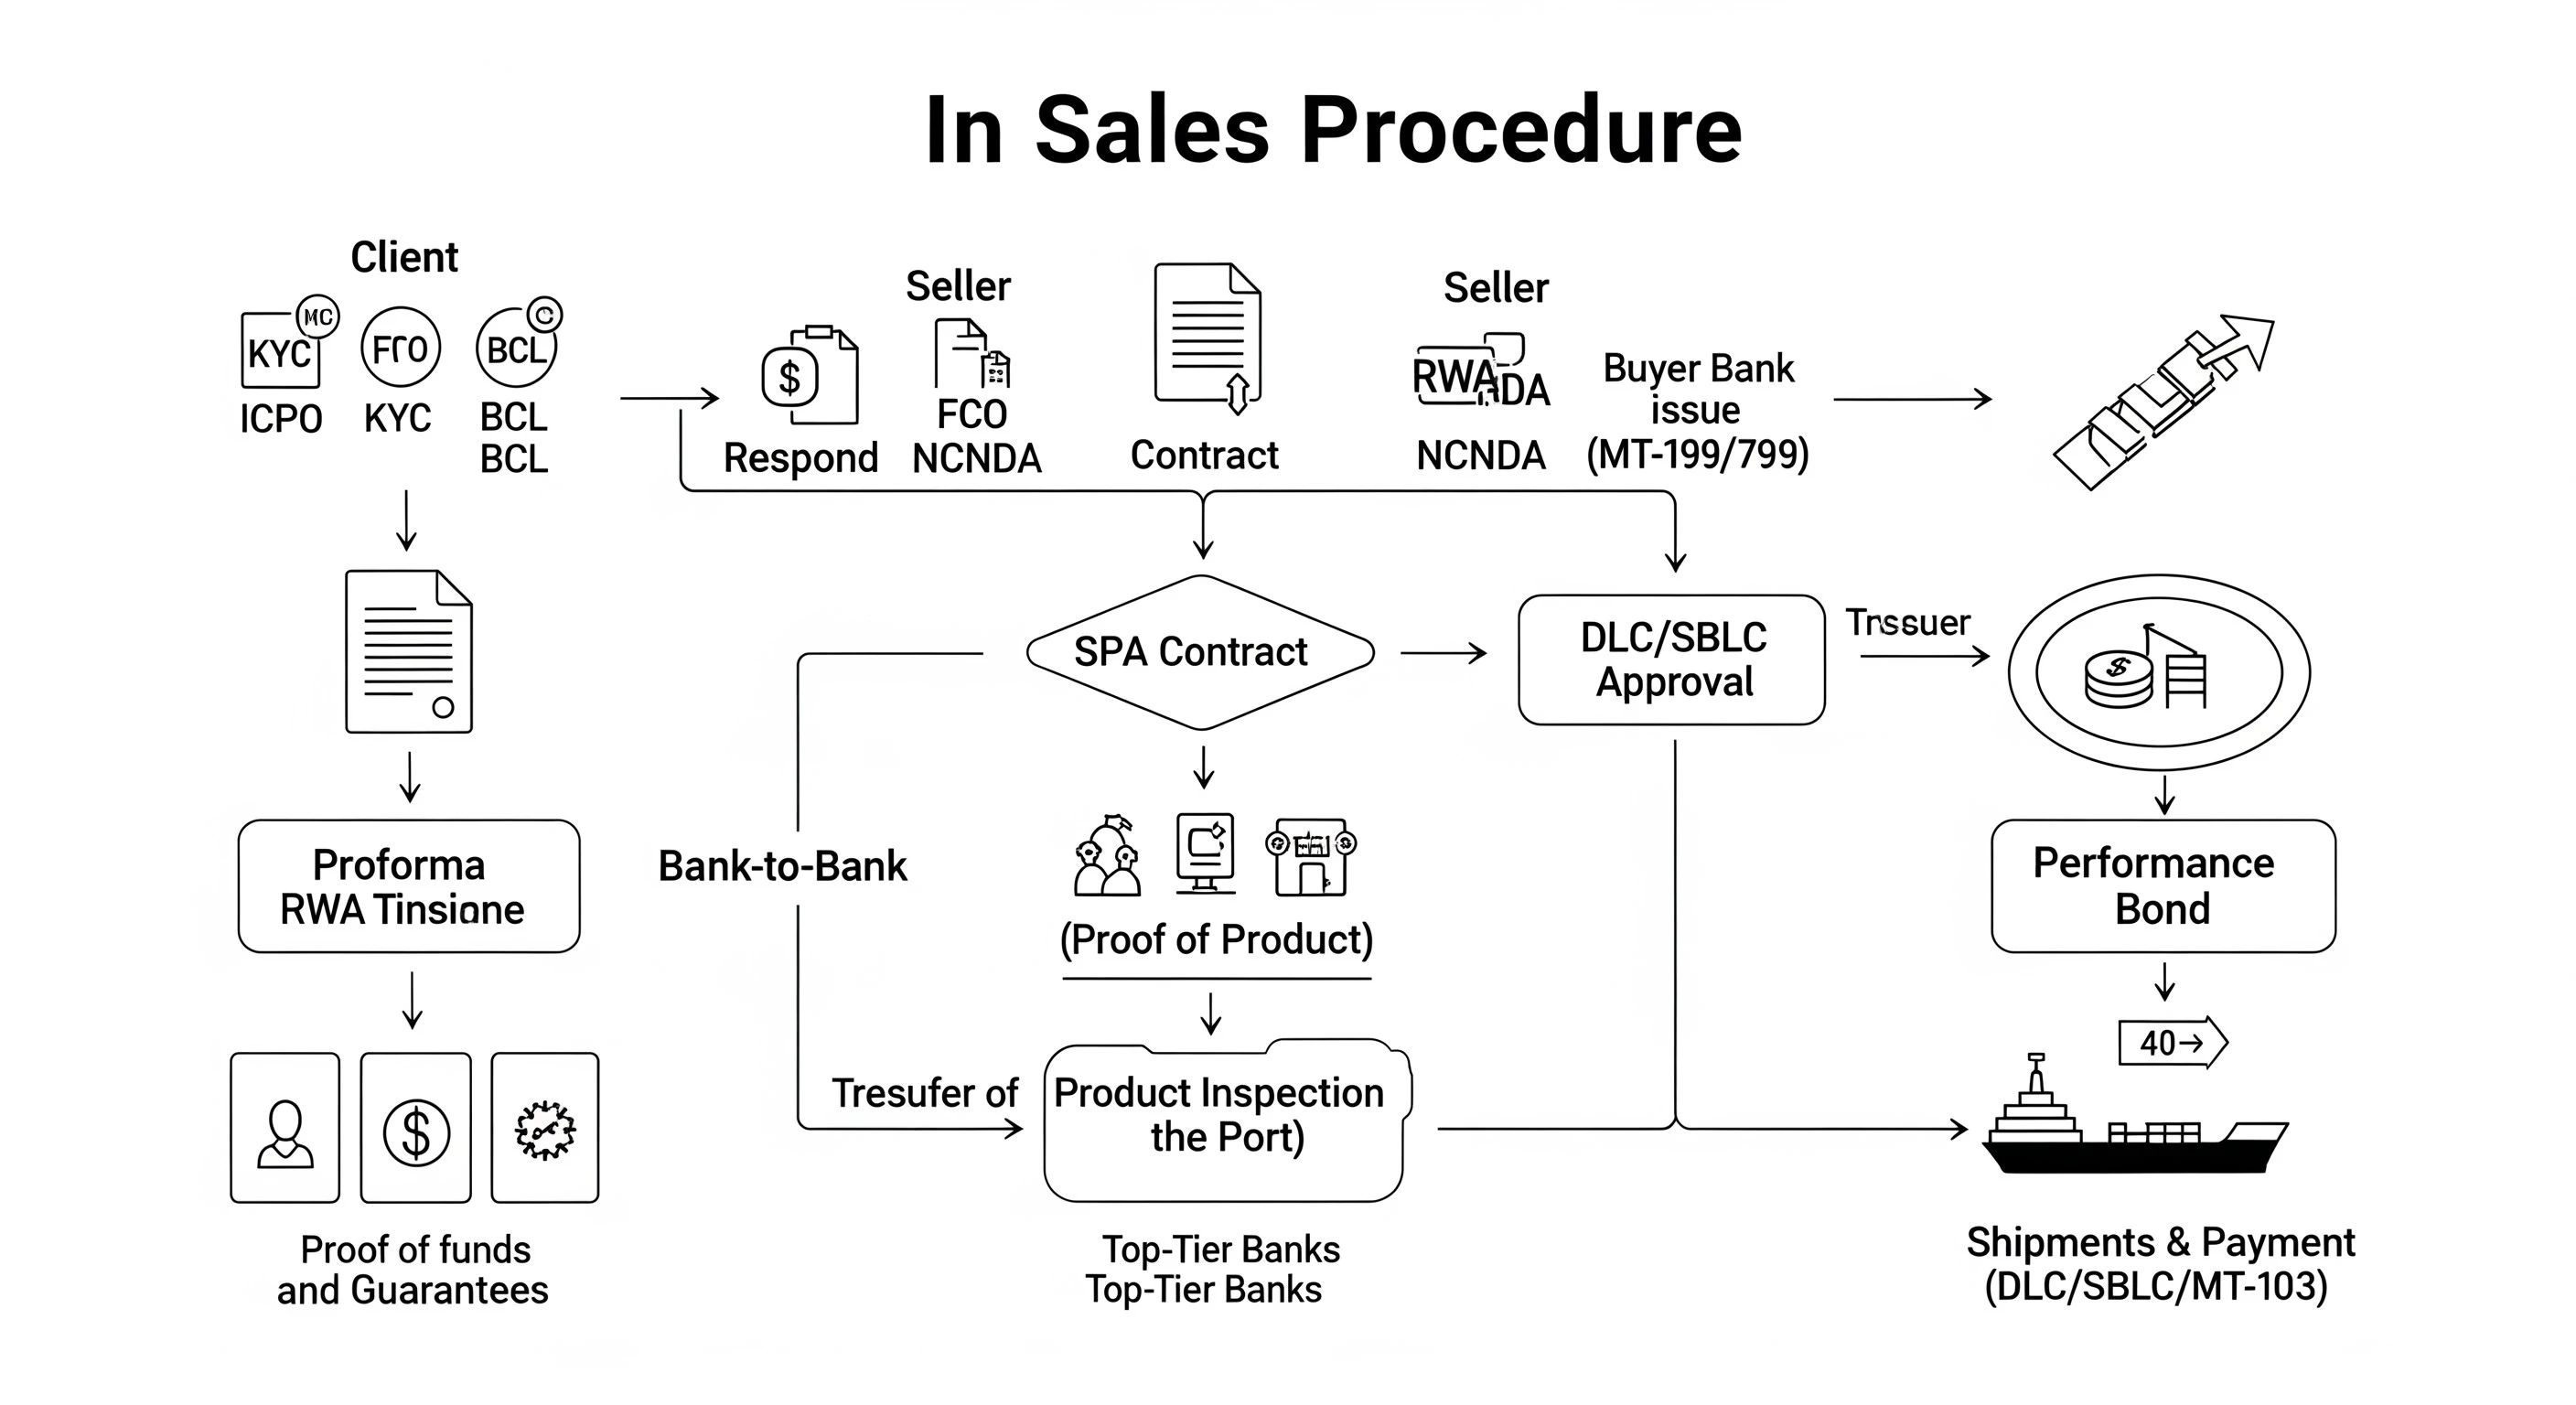 In Sales Procedure
Client
KYC
MC
FГO
BCL
C
ICPO
KYC
BCL
BCL
$
Respond
Seller
FCO
NCNDA
Contract
Seller
RWA
DA
NCNDA
Buyer Bank
issue
(MT-199/799)
SPA Contract
DLC/SBLC
Approval
Tnssuer
$
Proforma
RWA Tinsione
Bank-to-Bank
(Proof of Product)
Performance
Bond
40→
Tresufer of
Product Inspection
the Port)
$
Proof of funds
and Guarantees
Top-Tier Banks
Top-Tier Banks
Shipments & Payment
(DLC/SBLC/MT-103)